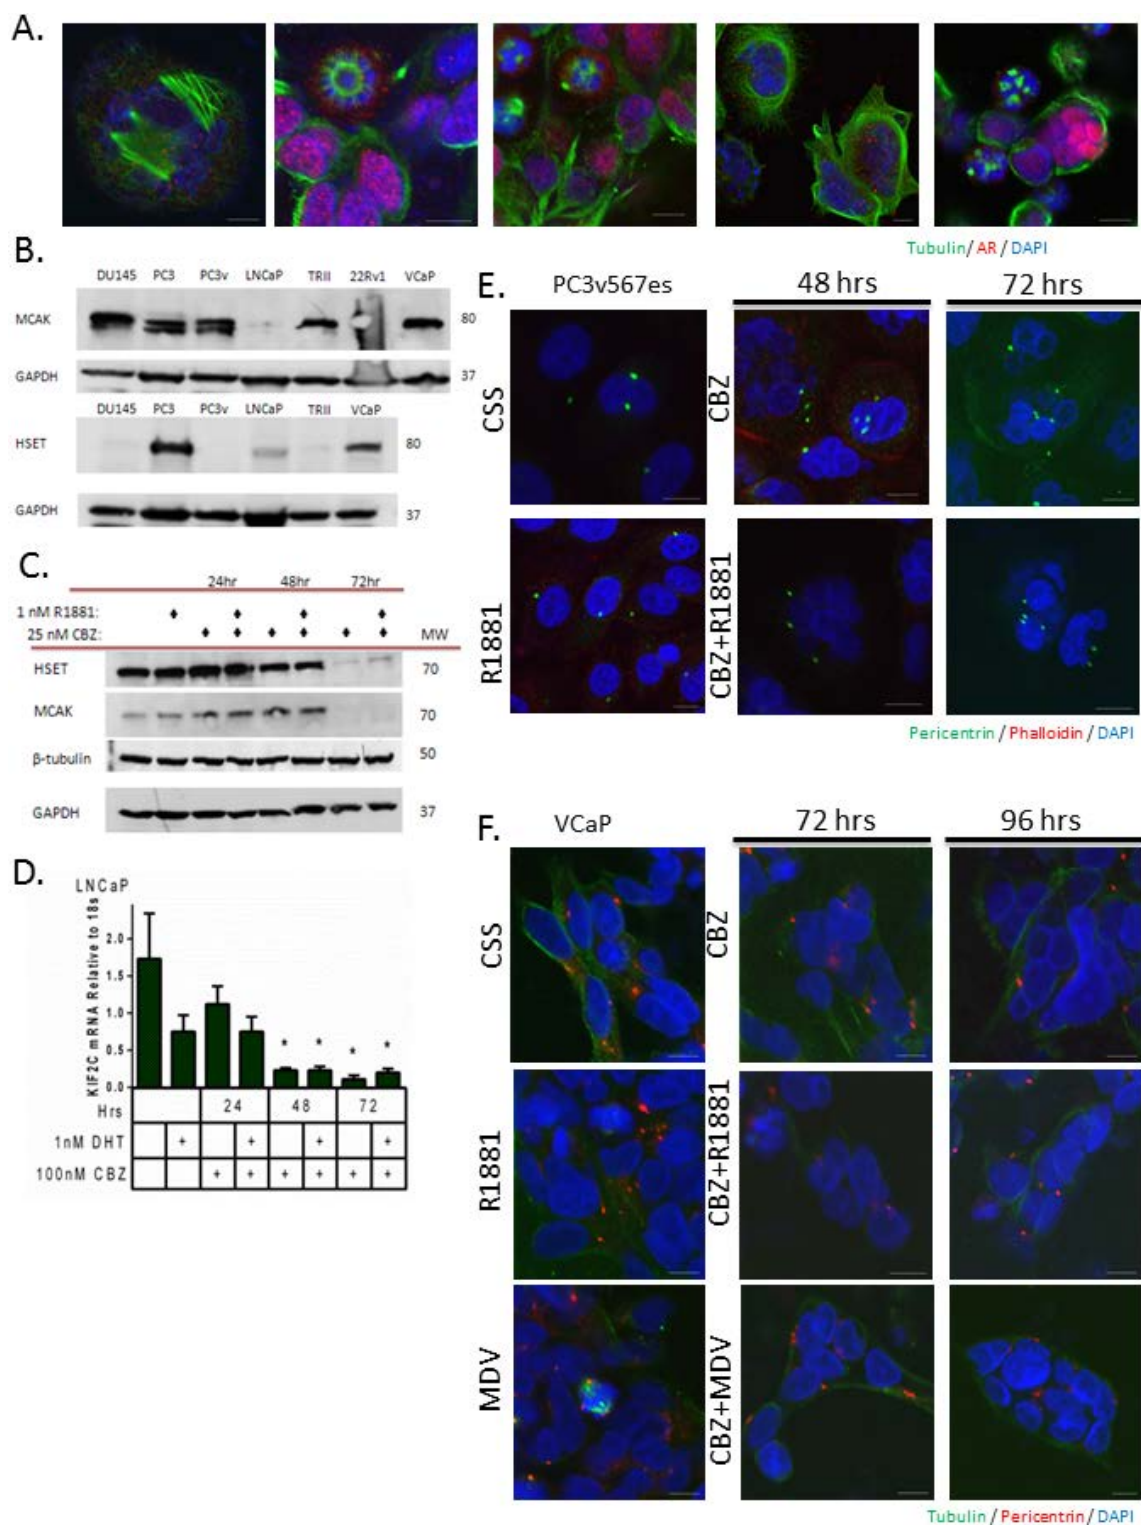 A.
Tubulin/ AR / DAPI
B.
DU145 PC3 PC3v LNCaP TRII 22Rv1 VCaP
MCAK 80
GAPDH 37
DU145 PC3 PC3v LNCaP TRII VCaP
HSET 80
GAPDH 37
C.
24hr 48hr 72hr
1 nM R1881:
25 nM CBZ: MW
HSET 70
MCAK 70
β-tubulin 50
GAPDH 37
D.
LNCaP
KIF2C mRNA Relative to 18s
2.0
1.5
1.0
0.5
0.0
* * * *
Hrs 24 48 72
1nM DHT + + + +
100nM CBZ + + + + + +
E.
PC3v567es 48 hrs 72 hrs
CSS CBZ
R1881 CBZ+R1881
Pericentrin / Phalloidin / DAPI
F.
VCaP 72 hrs 96 hrs
CSS CBZ
R1881 CBZ+R1881
MDV CBZ+MDV
Tubulin / Pericentrin / DAPI